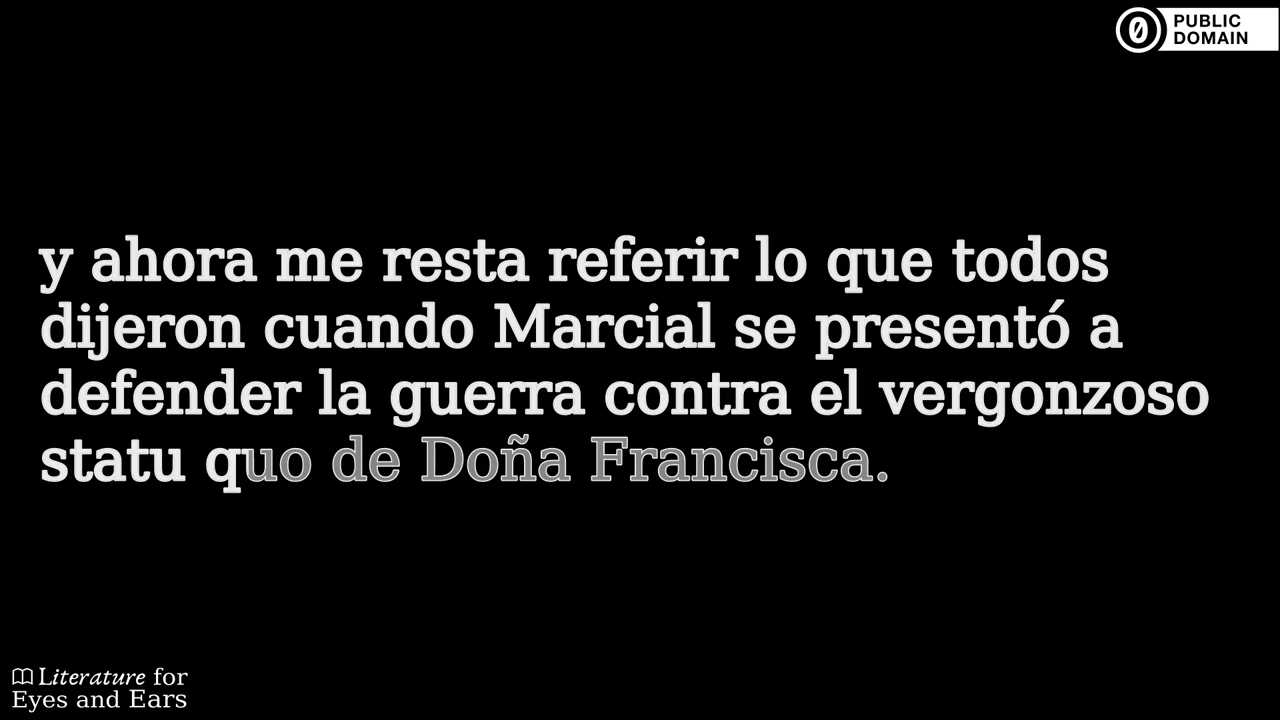 PUBLIC
DOMAIN
y ahora me resta referir lo que todos
dijeron cuando Marcial se presentó a
defender la guerra contra el vergonzoso
statu quo de Doña Francisca.
Literature for
Eyes and Ears